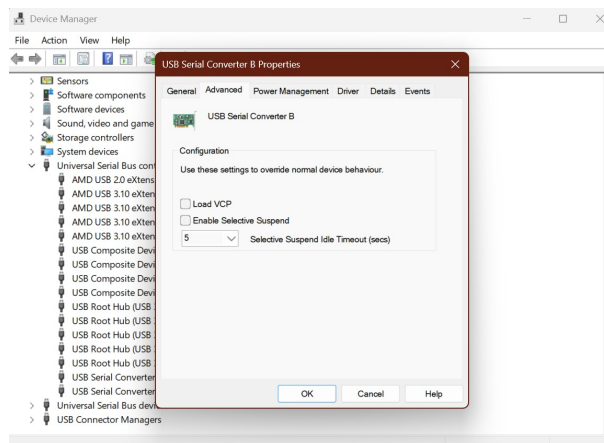 Device Manager
File Action View Help
Sensors
Software components
Software devices
Sound, video and game
Storage controllers
System devices
Universal Serial Bus cont
AMD USB 2.0 eXtens
AMD USB 3.10 eXten
AMD USB 3.10 eXten
AMD USB 3.10 eXten
AMD USB 3.10 eXten
USB Composite Devi
USB Composite Devi
USB Composite Devi
USB Composite Devi
USB Root Hub (USB
USB Root Hub (USB
USB Root Hub (USB
USB Root Hub (USB
USB Root Hub (USB
USB Serial Converter
USB Serial Converter
Universal Serial Bus devi
USB Connector Managers
USB Serial Converter B Properties
General Advanced Power Management Driver Details Events
USB Serial Converter B
Configuration
Use these settings to override normal device behaviour.
Load VCP
Enable Selective Suspend
5 Selective Suspend Idle Timeout (secs)
OK Cancel Help